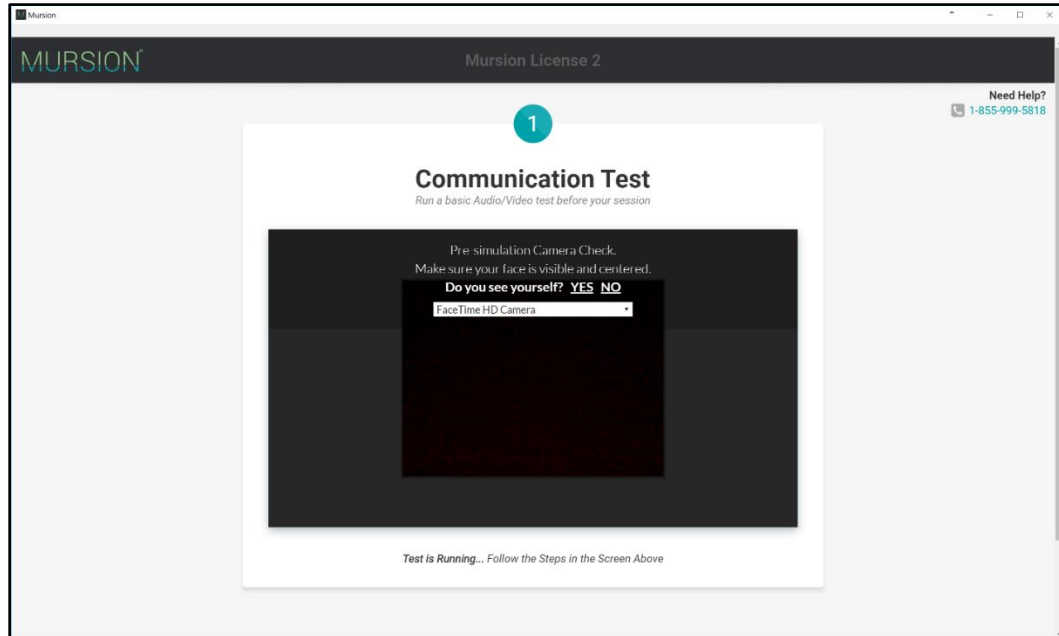 Mursion
MURSION®
Mursion License 2
Need Help?
1-855-999-5818
1
Communication Test
Run a basic Audio/Video test before your session
Pre-simulation Camera Check.
Make sure your face is visible and centered.
Do you see yourself? YES NO
FaceTime HD Camera
Test is Running... Follow the Steps in the Screen Above